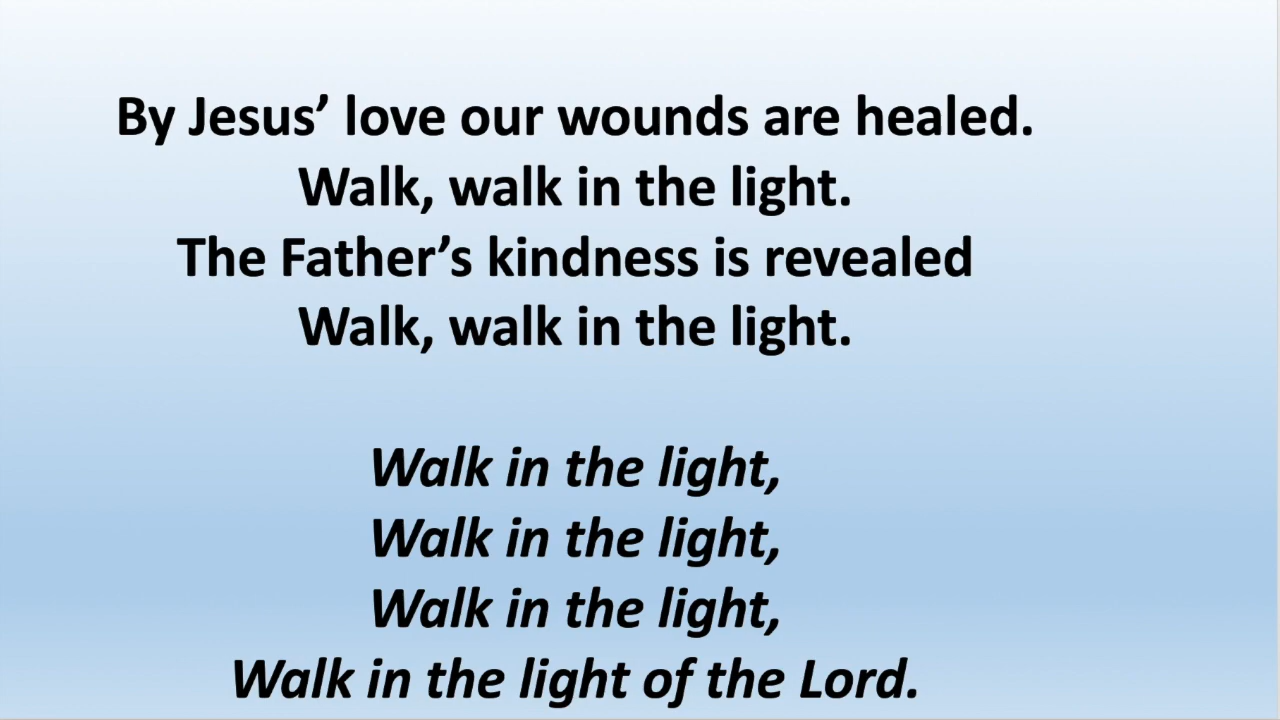 By Jesus’ love our wounds are healed.
Walk, walk in the light.
The Father’s kindness is revealed
Walk, walk in the light.
Walk in the light,
Walk in the light,
Walk in the light,
Walk in the light of the Lord.